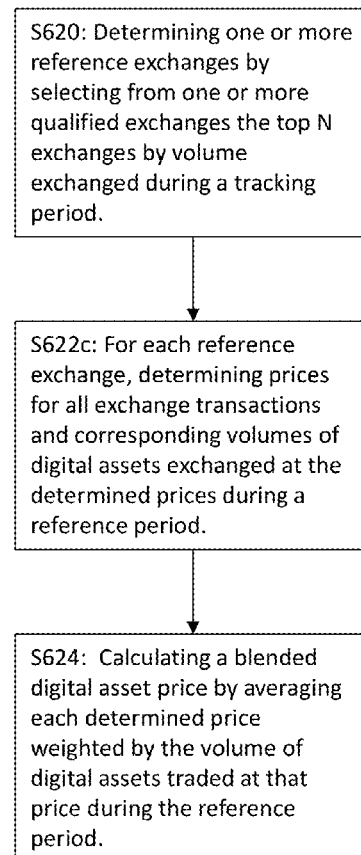 S620: Determining one or more
reference exchanges by
selecting from one or more
qualified exchanges the top N
exchanges by volume
exchanged during a tracking
period.
S622c: For each reference
exchange, determining prices
for all exchange transactions
and corresponding volumes of
digital assets exchanged at the
determined prices during a
reference period.
S624: Calculating a blended
digital asset price by averaging
each determined price
weighted by the volume of
digital assets traded at that
price during the reference
period.